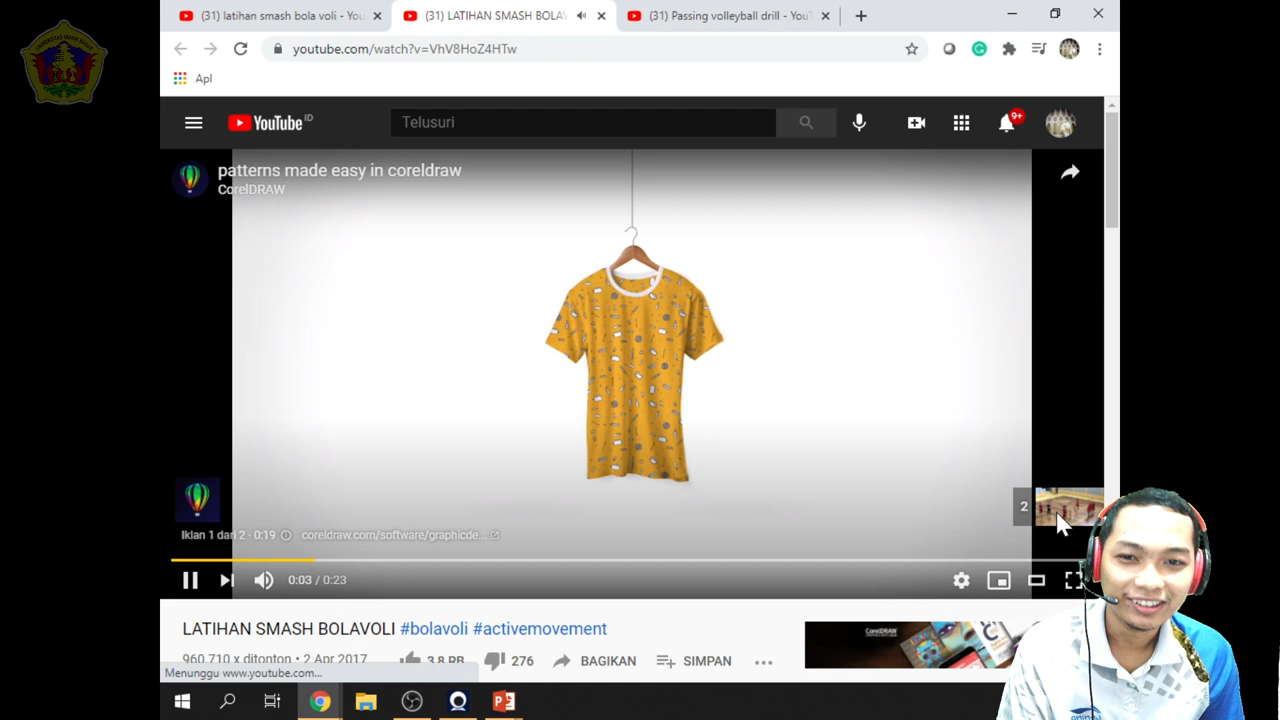 (31) latihan smash bola voli - You
(31) LATIHAN SMASH BOLAV
(31) Passing volleyball drill - YouT
youtube.com/watch?v=VhV8HoZ4HTw
Apl
YouTube ID
Telusuri
9+
patterns made easy in coreldraw
CorelDRAW
2
Iklan 1 dari 2 · 0:19
coreldraw.com/software/graphicde...
0:03 / 0:23
LATIHAN SMASH BOLAVOLI #bolavoli #activemovement
CorelDRAW
960.710 x ditonton • 2 Apr 2017
3,8 RB
276
BAGIKAN
SIMPAN
Menunggu www.youtube.com...